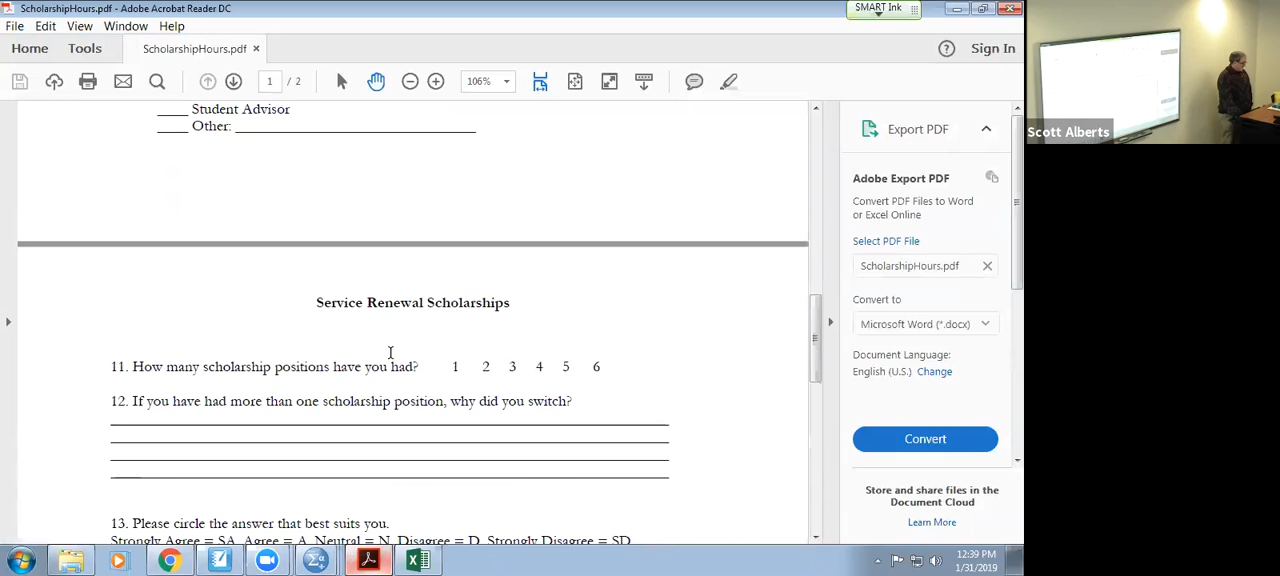 ScholarshipHours.pdf - Adobe Acrobat Reader DC
SMART Ink
File Edit View Window Help
Home Tools ScholarshipHours.pdf × Sign In
1 / 2 106%
____ Student Advisor
____ Other: ________________________________
Service Renewal Scholarships
11. How many scholarship positions have you had? 1 2 3 4 5 6
12. If you have had more than one scholarship position, why did you switch?
13. Please circle the answer that best suits you.
Strongly Agree = SA, Agree = A, Neutral = N, Disagree = D, Strongly Disagree = SD
Export PDF
Adobe Export PDF
Convert PDF Files to Word
or Excel Online
Select PDF File
ScholarshipHours.pdf
Convert to
Microsoft Word (*.docx)
Document Language:
English (U.S.) Change
Convert
Store and share files in the
Document Cloud
Learn More
Scott Alberts
12:39 PM
1/31/2019